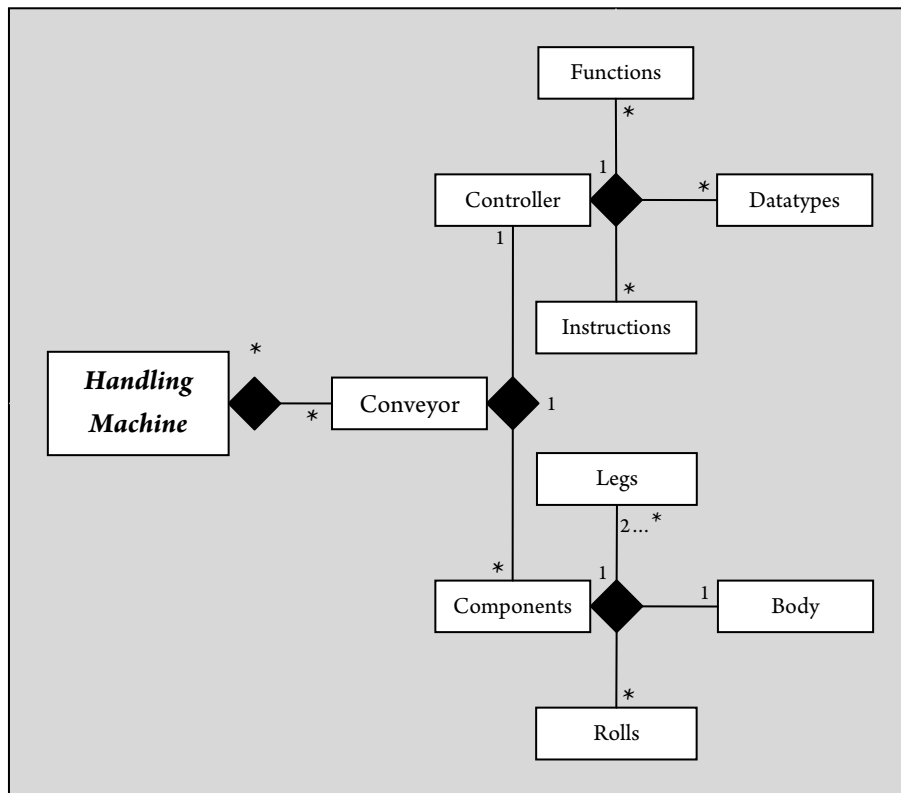 Functions
*
1
Controller
*
Datatypes
1
*
Instructions
*
Handling
Machine
*
Conveyor
1
Legs
2...*
*
1
Components
1
Body
*
Rolls